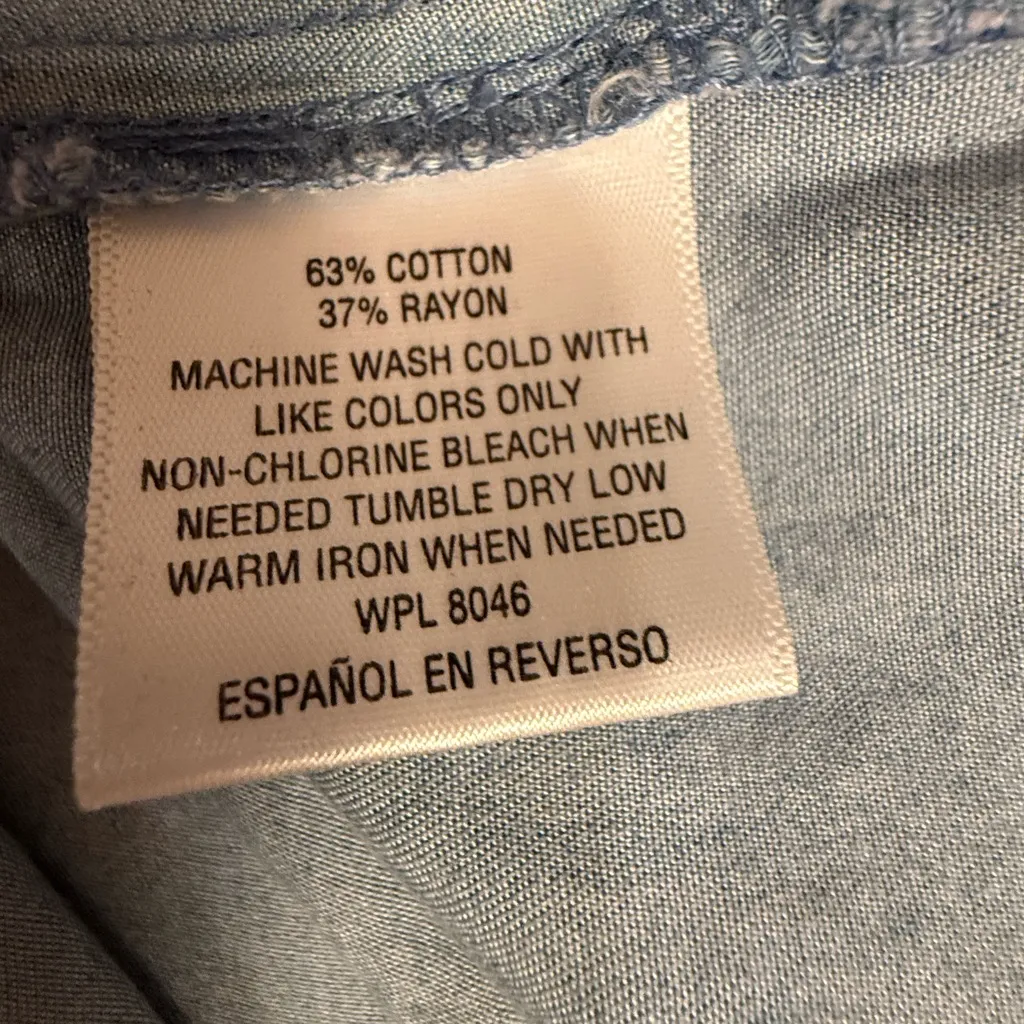 63% COTTON
37% RAYON
MACHINE WASH COLD WITH
LIKE COLORS ONLY
NON-CHLORINE BLEACH WHEN
NEEDED TUMBLE DRY LOW
WARM IRON WHEN NEEDED
WPL 8046
ESPAÑOL EN REVERSO